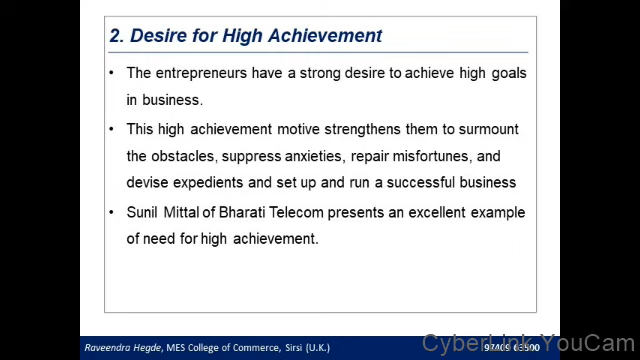 2. Desire for High Achievement
• The entrepreneurs have a strong desire to achieve high goals
in business.
• This high achievement motive strengthens them to surmount
the obstacles, suppress anxieties, repair misfortunes, and
devise expedients and set up and run a successful business
• Sunil Mittal of Bharati Telecom presents an excellent example
of need for high achievement.
Raveendra Hegde, MES College of Commerce, Sirsi (U.K.)
CyberLink YouCam